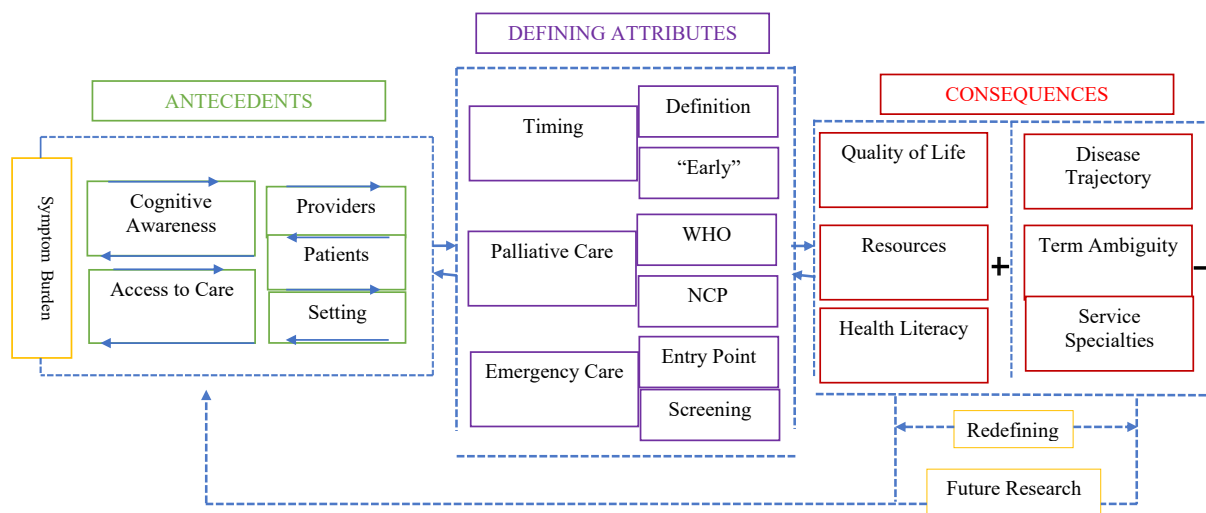 DEFINING ATTRIBUTES
ANTECEDENTS
CONSEQUENCES
Symptom Burden
Cognitive
Awareness
Access to Care
Providers
Patients
Setting
Timing
Definition
“Early”
Palliative Care
WHO
NCP
Emergency Care
Entry Point
Screening
Quality of Life
Resources
Health Literacy
+
Disease
Trajectory
Term Ambiguity
Service
Specialties
–
Redefining
Future Research